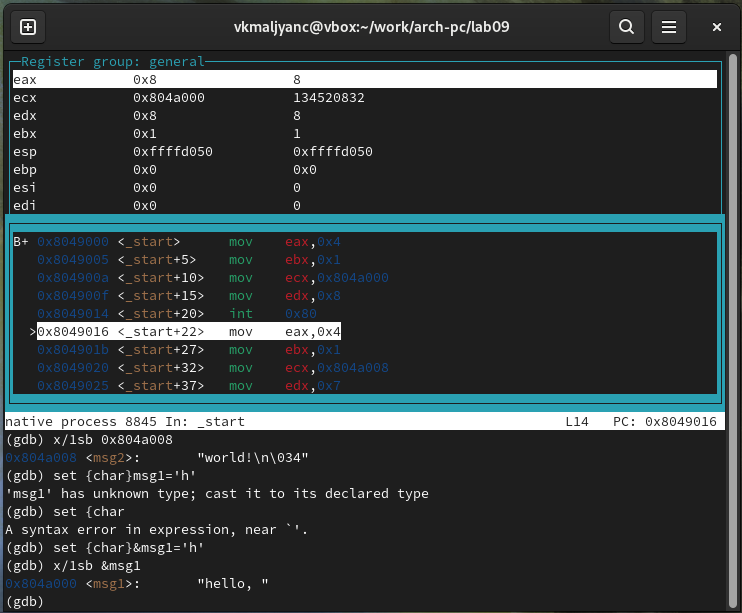 vkmaljyanc@vbox:~/work/arch-pc/lab09
Register group: general
eax 0x8 8
ecx 0x804a000 134520832
edx 0x8 8
ebx 0x1 1
esp 0xffffd050 0xffffd050
ebp 0x0 0x0
esi 0x0 0
edi 0x0 0
B+ 0x8049000 <_start> mov eax,0x4
0x8049005 <_start+5> mov ebx,0x1
0x804900a <_start+10> mov ecx,0x804a000
0x804900f <_start+15> mov edx,0x8
0x8049014 <_start+20> int 0x80
>0x8049016 <_start+22> mov eax,0x4
0x804901b <_start+27> mov ebx,0x1
0x8049020 <_start+32> mov ecx,0x804a008
0x8049025 <_start+37> mov edx,0x7
native process 8845 In: _start L14 PC: 0x8049016
(gdb) x/1sb 0x804a008
0x804a008 <msg2>: "world!\n\034"
(gdb) set {char}msg1='h'
'msg1' has unknown type; cast it to its declared type
(gdb) set {char
A syntax error in expression, near `'.
(gdb) set {char}&msg1='h'
(gdb) x/1sb &msg1
0x804a000 <msg1>: "hello, "
(gdb)